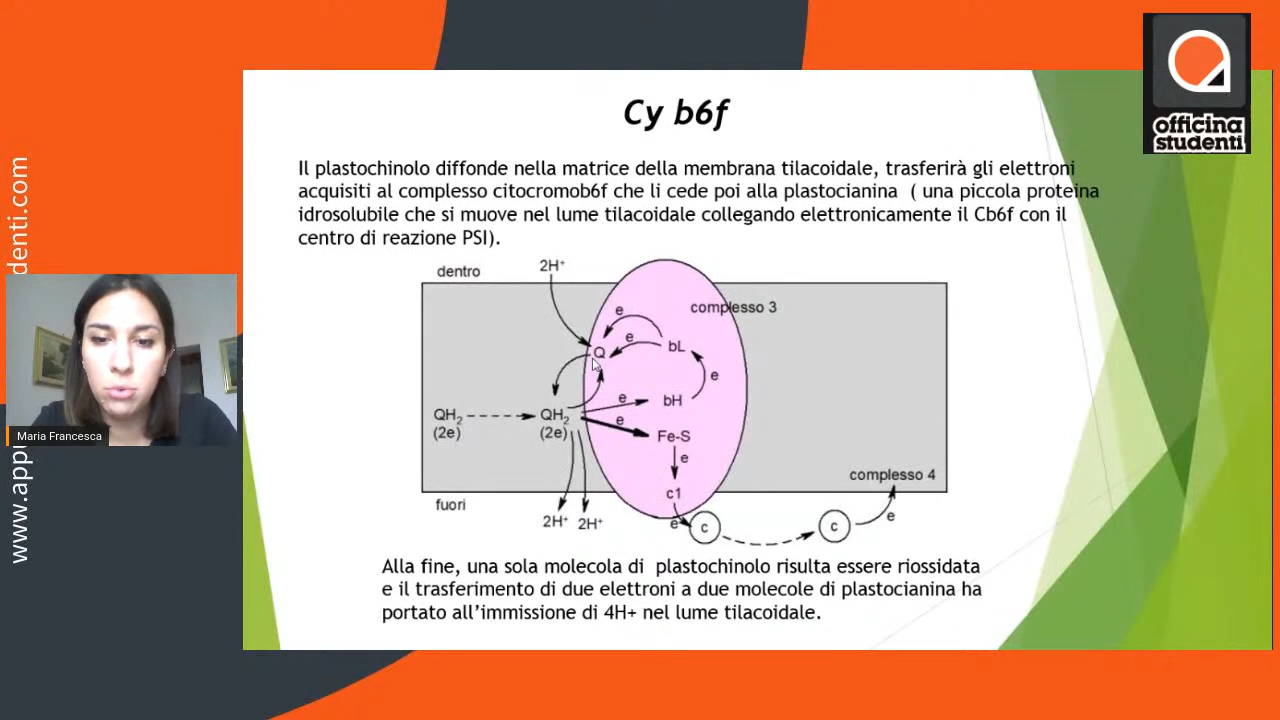 officina
studenti
www.app
denti.com
Maria Francesca
Cy b6f
Il plastochinolo diffonde nella matrice della membrana tilacoidale, trasferirà gli elettroni
acquisiti al complesso citocromob6f che li cede poi alla plastocianina ( una piccola proteina
idrosolubile che si muove nel lume tilacoidale collegando elettronicamente il Cb6f con il
centro di reazione PSI).
dentro
2H+
complesso 3
e
e
Q
bL
e
e
bH
QH2
(2e)
QH2
(2e)
e
Fe-S
e
complesso 4
c1
fuori
2H+ 2H+
e
c
c
e
Alla fine, una sola molecola di plastochinolo risulta essere riossidata
e il trasferimento di due elettroni a due molecole di plastocianina ha
portato all’immissione di 4H+ nel lume tilacoidale.